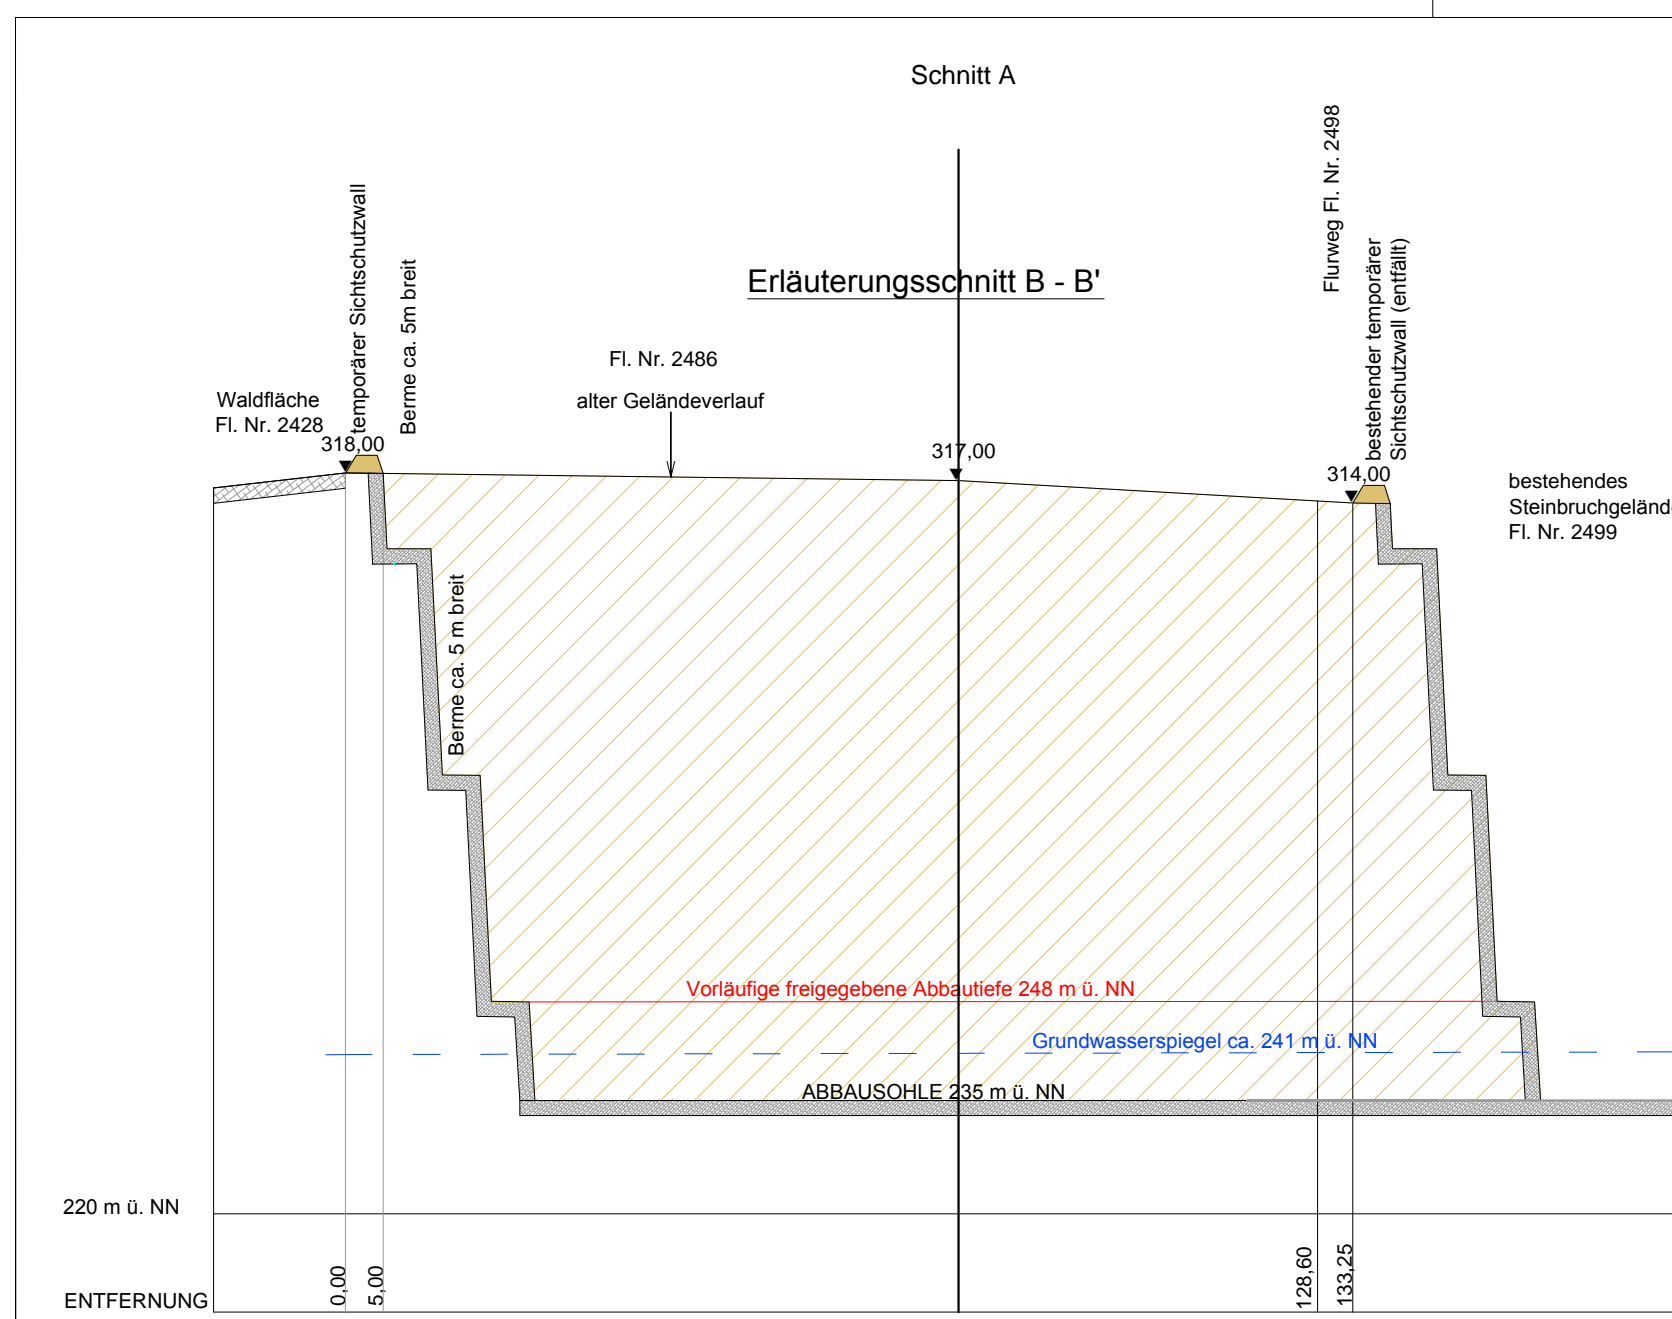 Schnitt A
Flurweg Fl. Nr. 2498
temporärer Sichtschutzwall
Berme ca. 5m breit
bestehender temporärer
Sichtschutzwall (entfällt)
Erläuterungsschnitt B - B'
Fl. Nr. 2486
alter Geländeverlauf
Waldfläche
Fl. Nr. 2428
318,00
317,00
314,00
bestehendes
Steinbruchgelände
Fl. Nr. 2499
Berme ca. 5 m breit
Vorläufige freigegebene Abbautiefe 248 m ü. NN
Grundwasserspiegel ca. 241 m ü. NN
ABBAUSOHLE 235 m ü. NN
220 m ü. NN
0,00
5,00
128,60
133,25
ENTFERNUNG